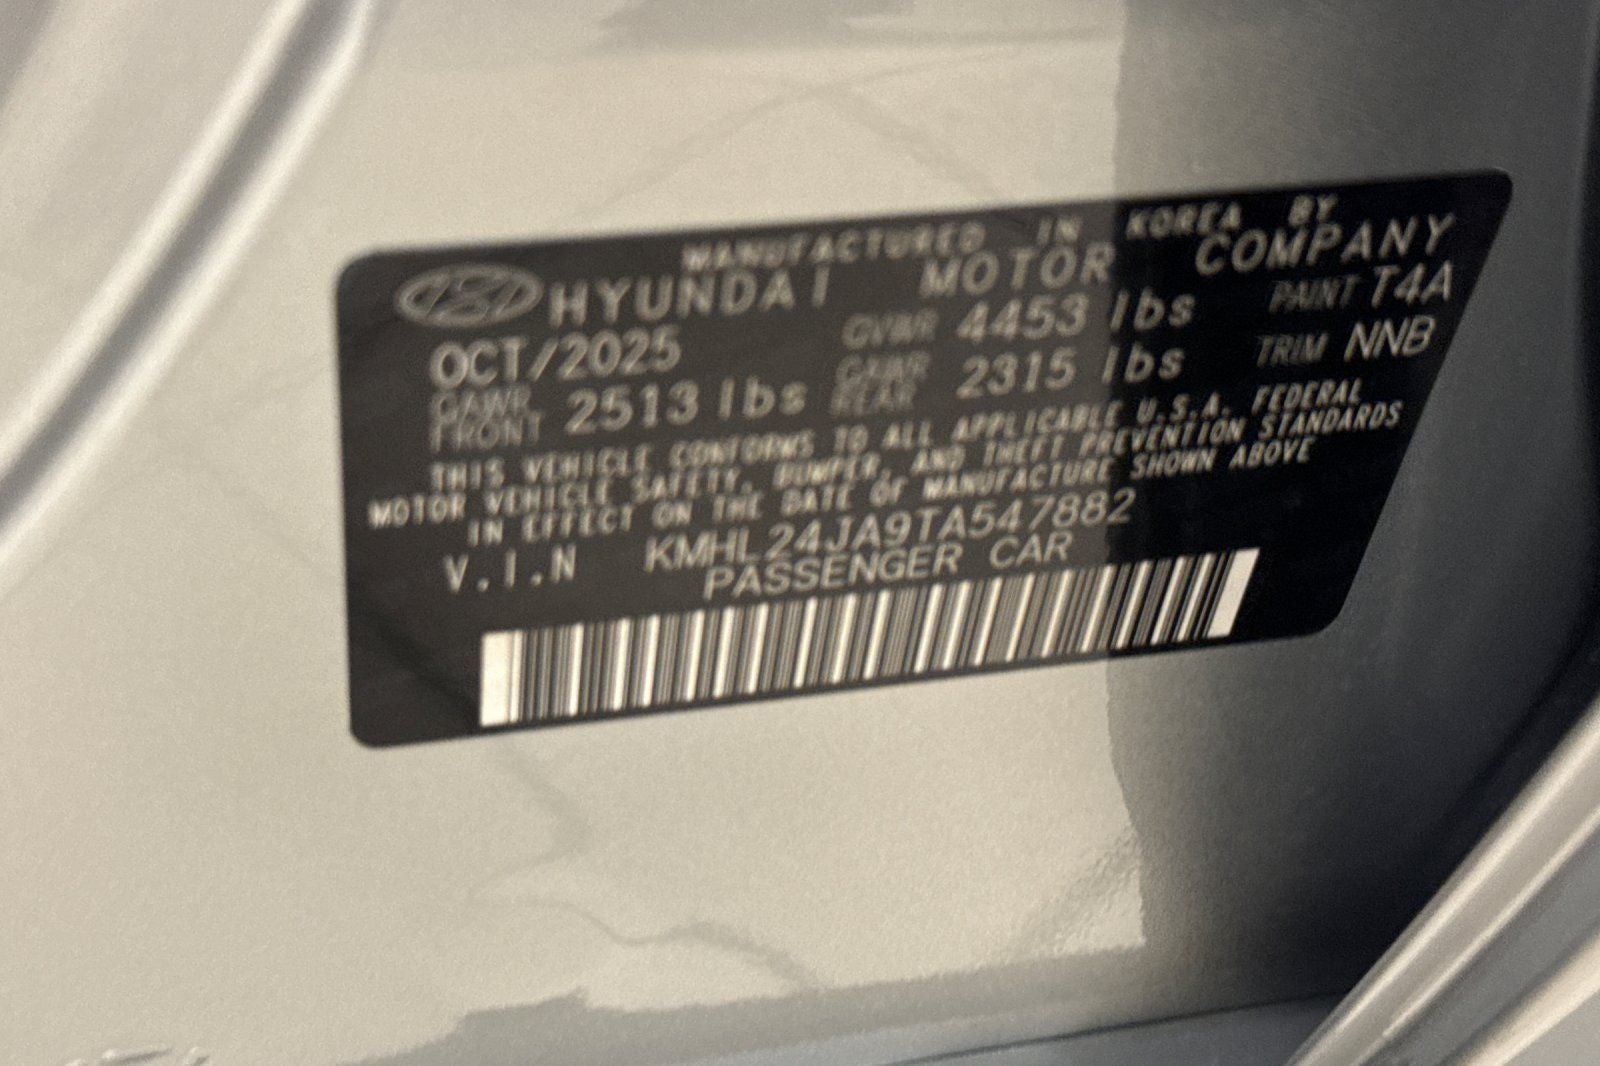 MANUFACTURED IN KOREA BY
HYUNDAI MOTOR COMPANY
OCT/2025 GVWR 4453 lbs PAINT T4A
GAWR FRONT 2513 lbs GAWR REAR 2315 lbs TRIM NNB
THIS VEHICLE CONFORMS TO ALL APPLICABLE U.S.A. FEDERAL
MOTOR VEHICLE SAFETY, BUMPER, AND THEFT PREVENTION STANDARDS
IN EFFECT ON THE DATE OF MANUFACTURE SHOWN ABOVE
V.I.N KMHL24JA9TA547882
PASSENGER CAR